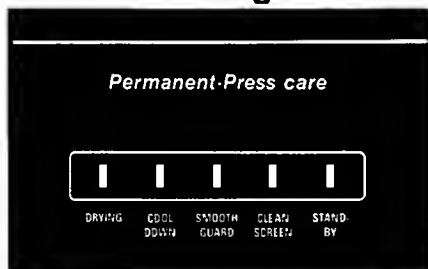 Permanent-Press care
DRYING COOL DOWN SMOOTH GUARD CLEAN SCREEN STAND-BY